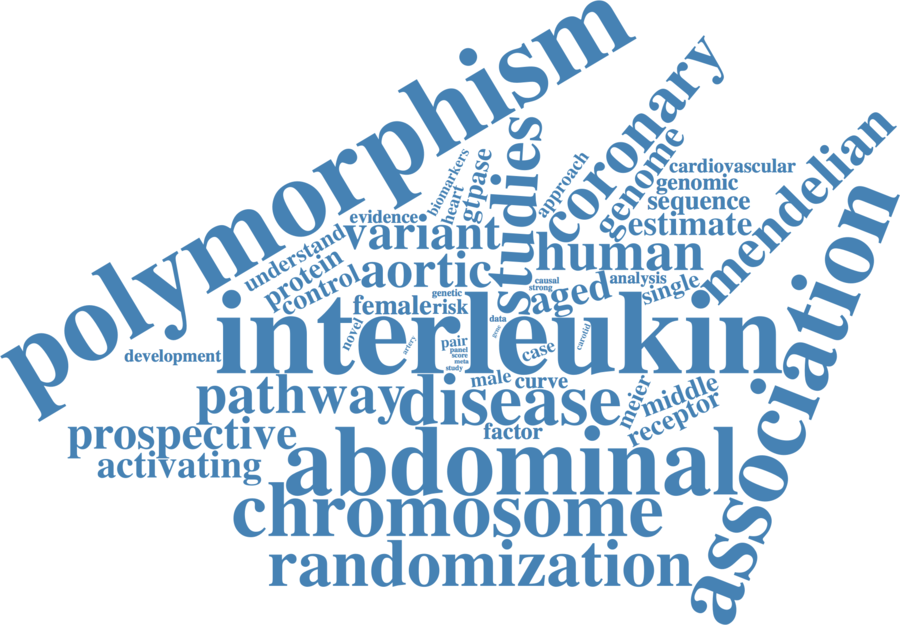 polymorphism
coronary
mendelian
association
studies
genome
cardiovascular
genomic
sequence
estimate
approach
biomarkers
heart
gtpase
evidence
variant
human
understand
protein
control
aortic
aged
causal
strong
analysis
single
genetic
female
risk
novel
artery
data
interleukin
pair
panel
score
meta
study
case
carotid
development
male
curve
pathway
disease
meier
middle
receptor
prospective
factor
activating
abdominal
chromosome
randomization